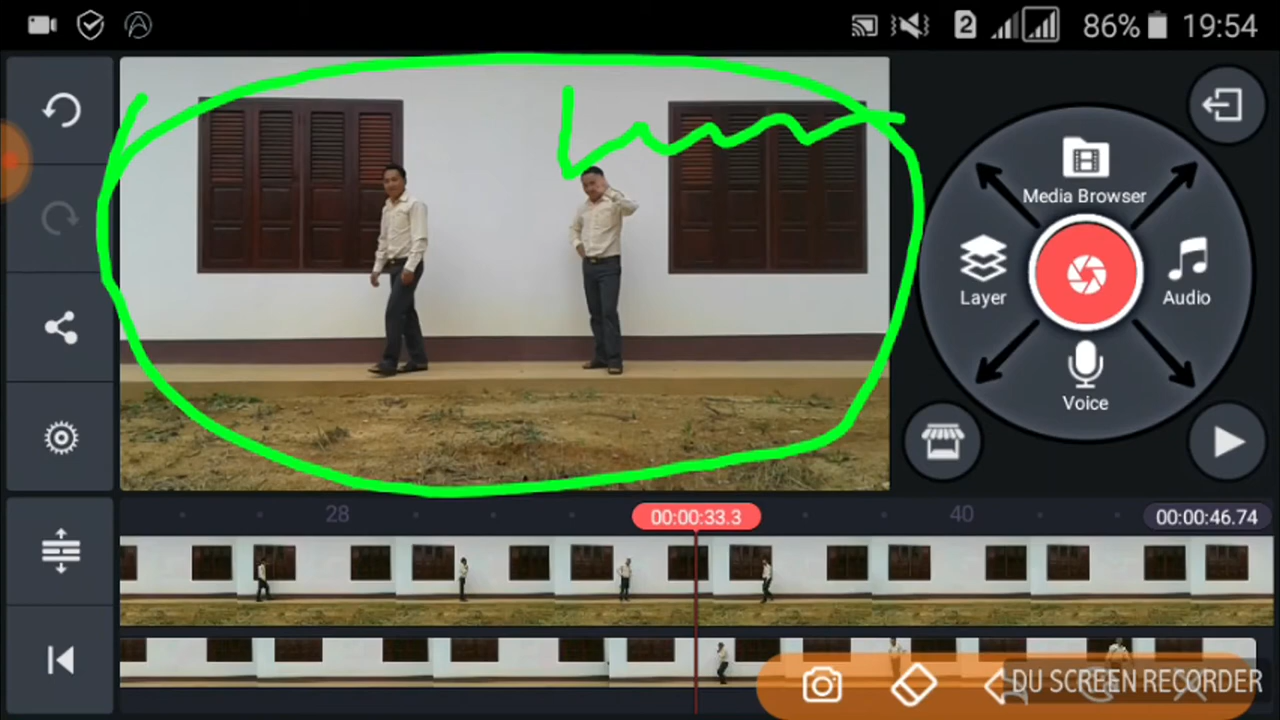 2
86%
19:54
Media Browser
Layer
Audio
Voice
28
00:00:33.3
40
00:00:46.74
DU SCREEN RECORDER